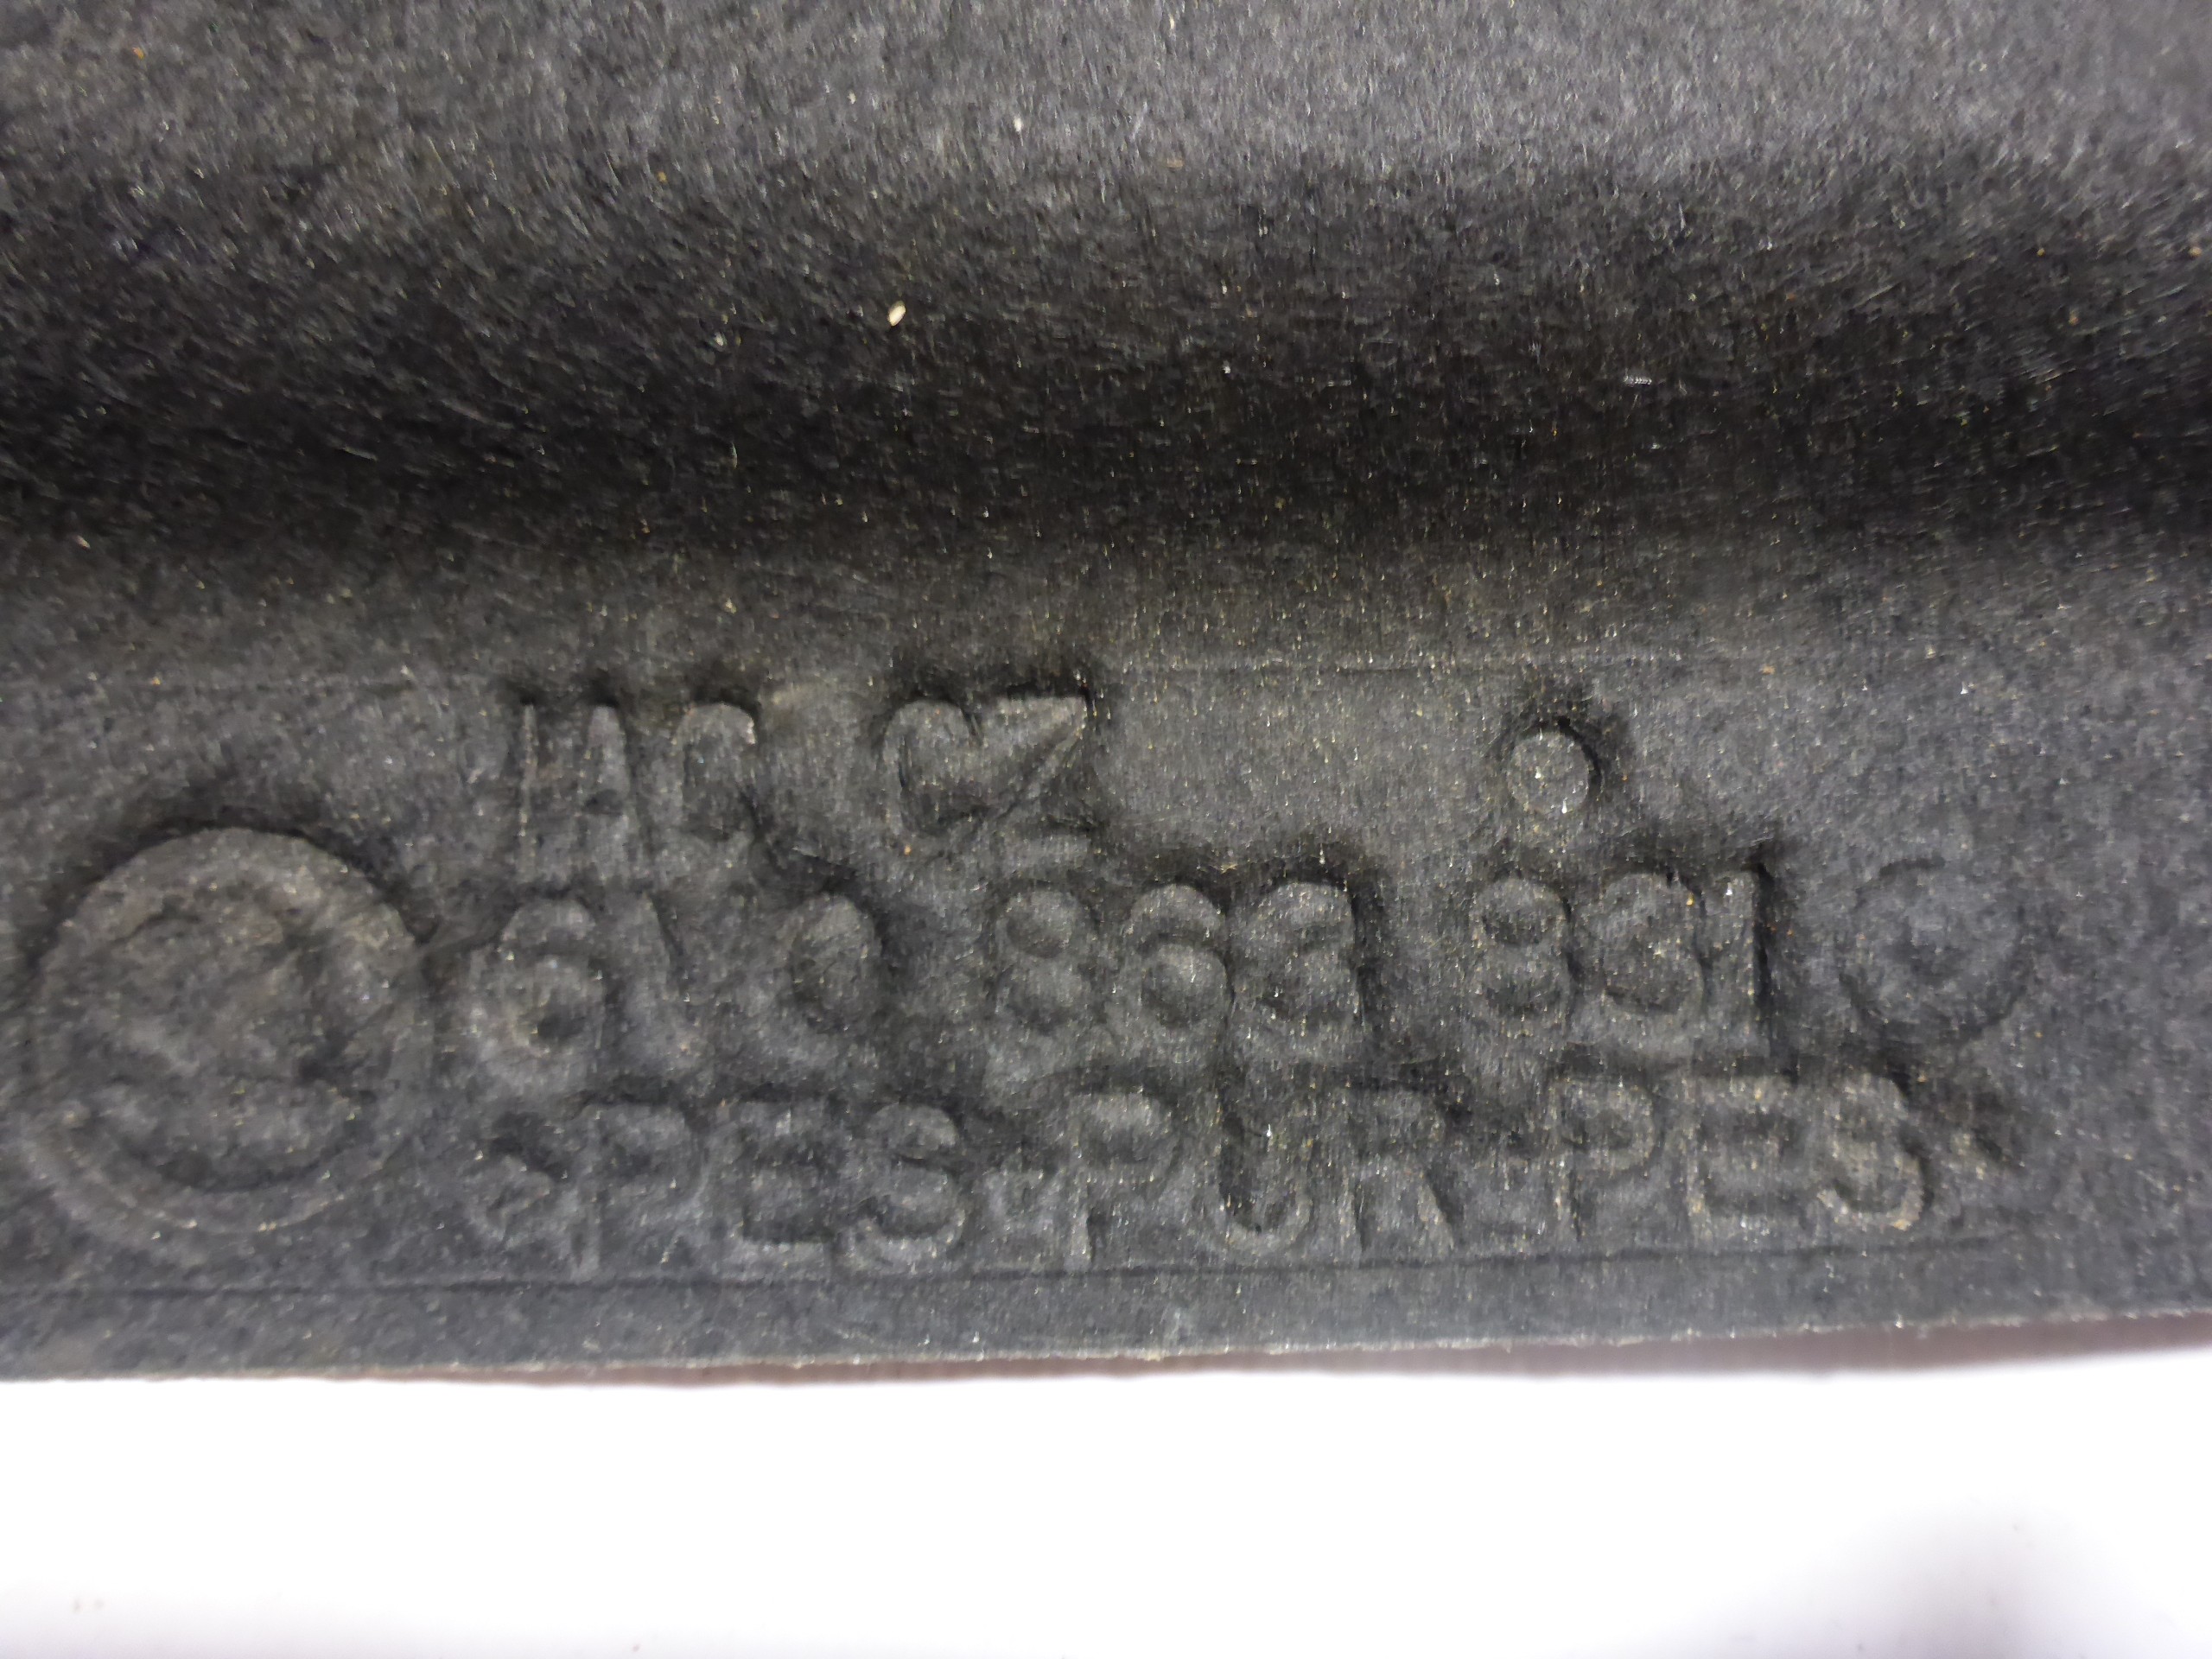 IAC CZ
6V0 863 831
>PES+PUR+PES<